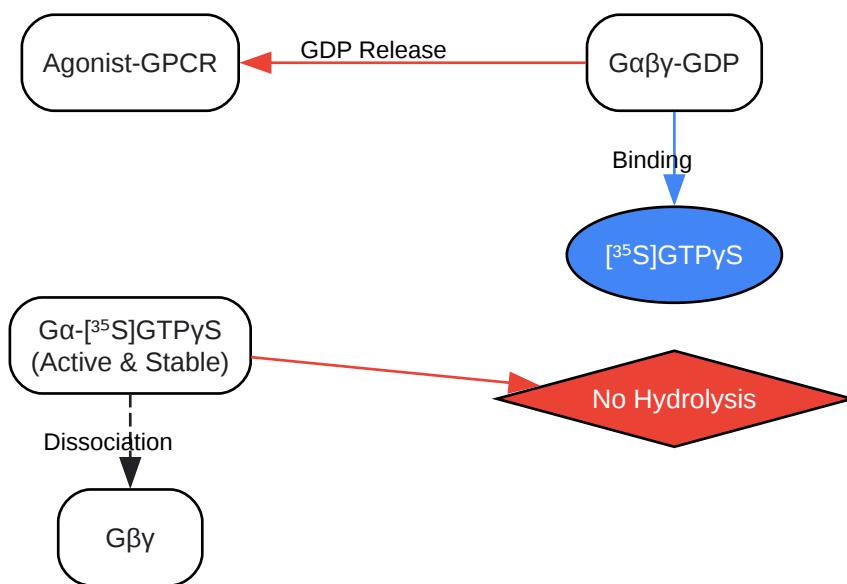 Agonist-GPCR
GDP Release
Gαβγ-GDP
Binding
[³⁵S]GTPγS
Gα-[³⁵S]GTPγS
(Active & Stable)
No Hydrolysis
Dissociation
Gβγ